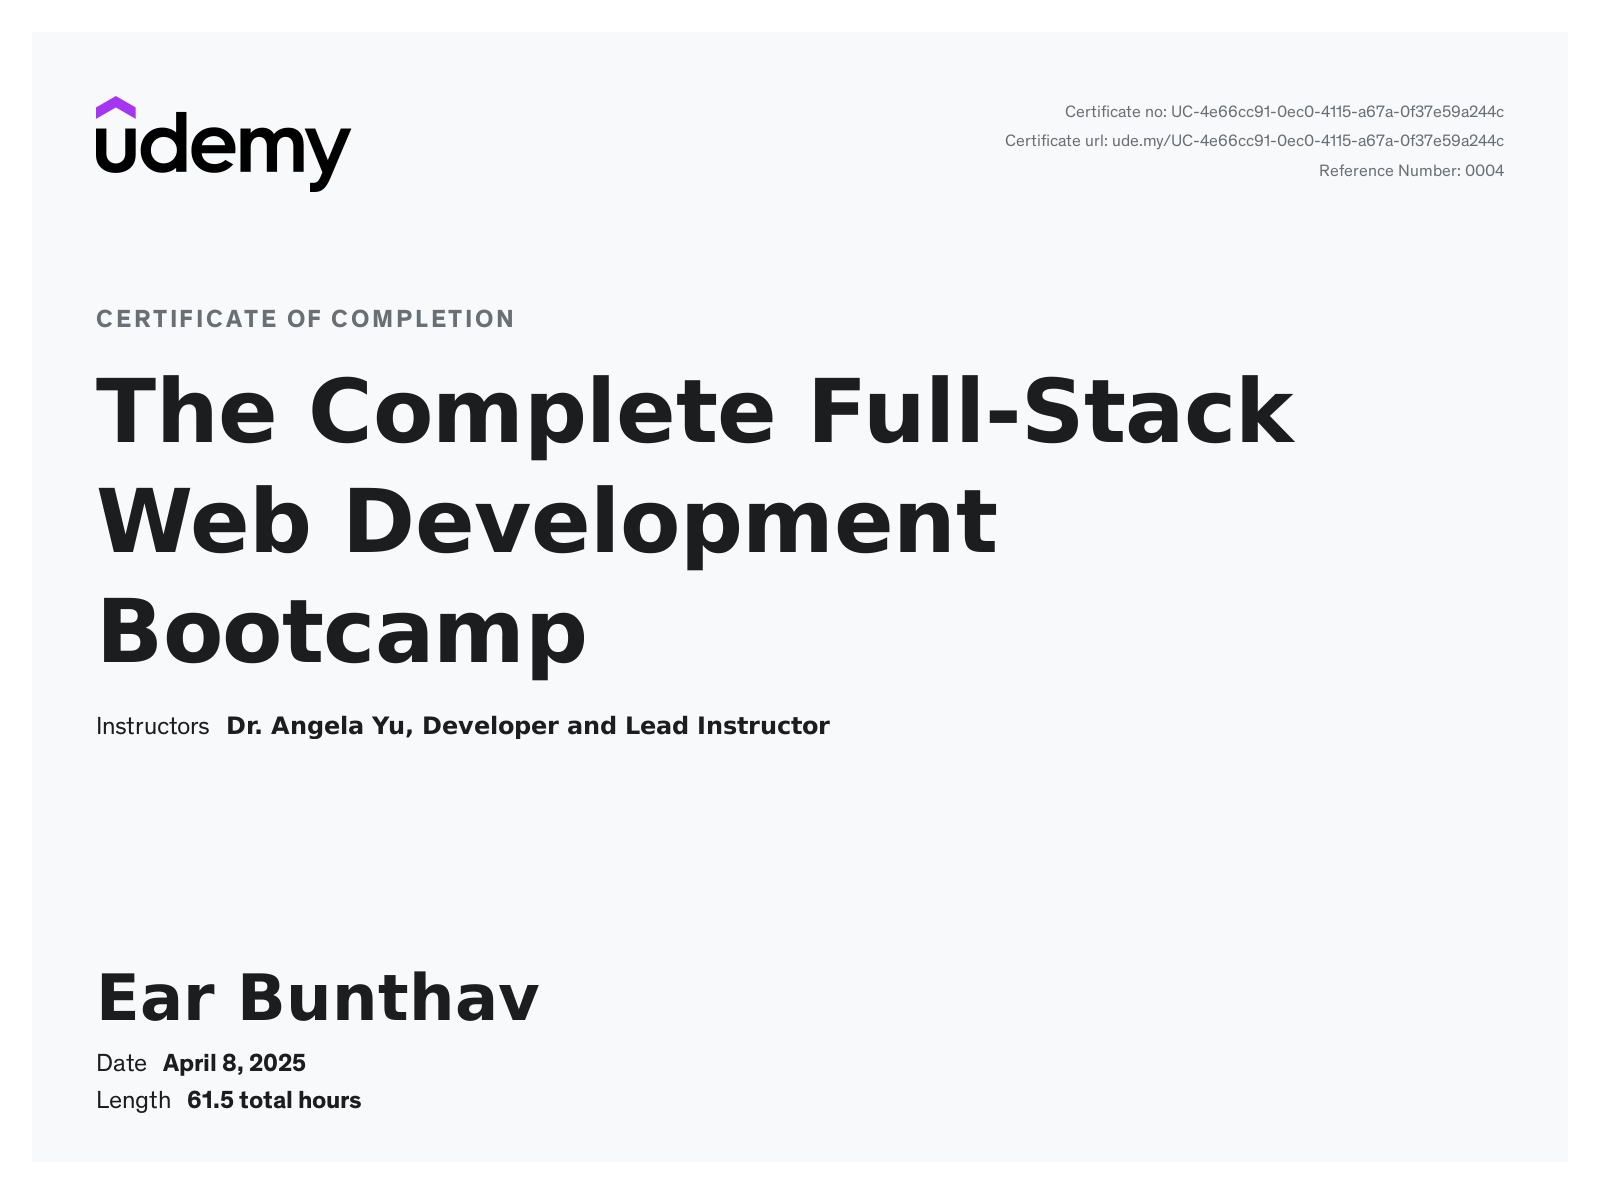 udemy
Certificate no: UC-4e66cc91-0ec0-4115-a67a-0f37e59a244c
Certificate url: ude.my/UC-4e66cc91-0ec0-4115-a67a-0f37e59a244c
Reference Number: 0004
CERTIFICATE OF COMPLETION
The Complete Full-Stack
Web Development
Bootcamp
Instructors Dr. Angela Yu, Developer and Lead Instructor
Ear Bunthav
Date April 8, 2025
Length 61.5 total hours